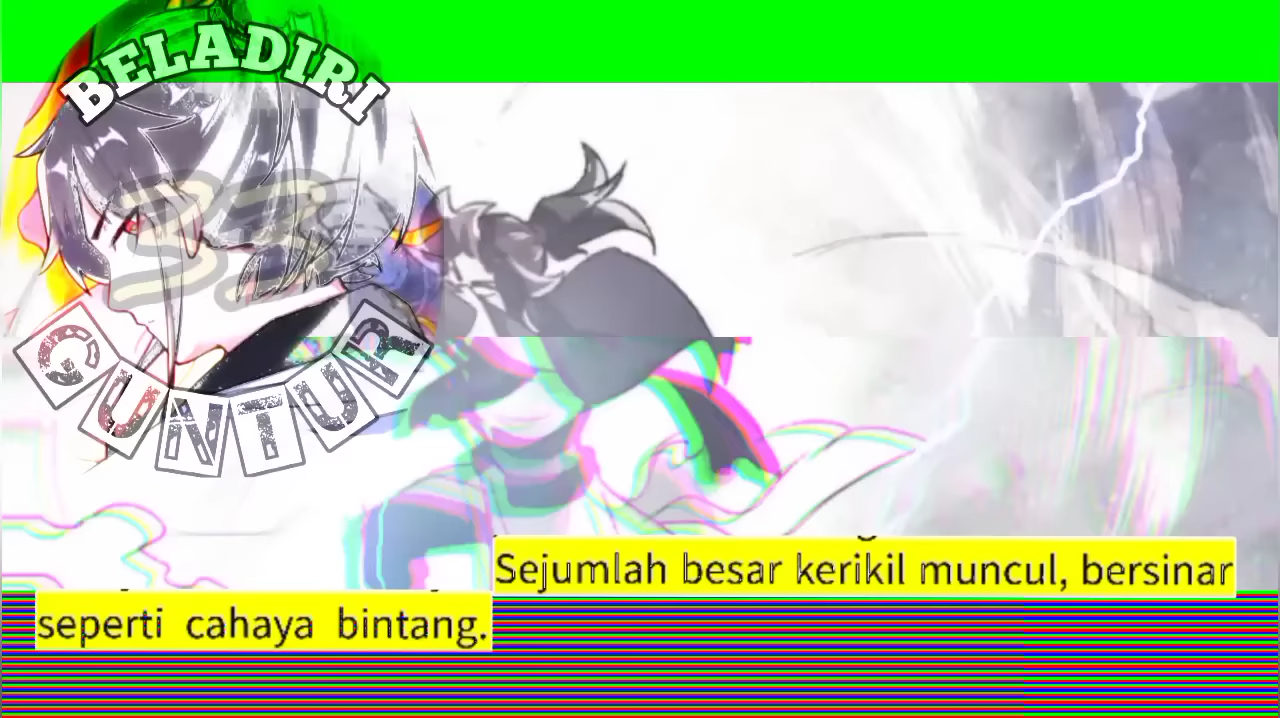 BELADIRI
GUNTUR
Sejumlah besar kerikil muncul, bersinar
seperti cahaya bintang.